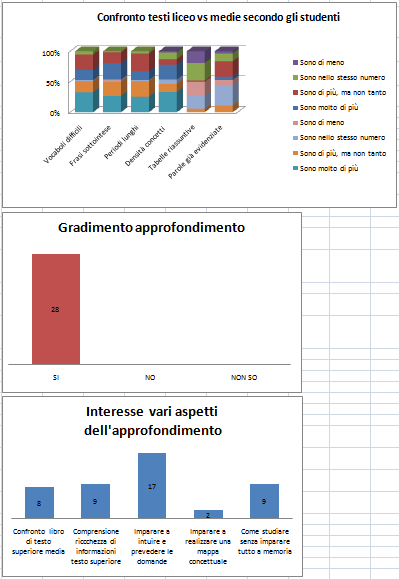 Confronto testi liceo vs medie secondo gli studenti
100%
50%
0%
Vocaboli difficili
Frasi sottointese
Periodi lunghi
Densità concetti
Tabelle riassuntive
Parole già evidenziate
Sono di meno
Sono nello stesso numero
Sono di più, ma non tanto
Sono molto di più
Sono di meno
Sono nello stesso numero
Sono di più, ma non tanto
Sono molto di più
Gradimento approfondimento
28
SI
NO
NON SO
Interesse vari aspetti
dell'approfondimento
8
9
17
2
9
Confronto libro
di testo
superiore media
Comprensione
riccchezza di
informazioni
testo superiore
Imparare a
intuire e
prevedere le
domande
Imparare a
realizzare una
mappa
concettuale
Come studiare
senza imparare
tutto a memoria